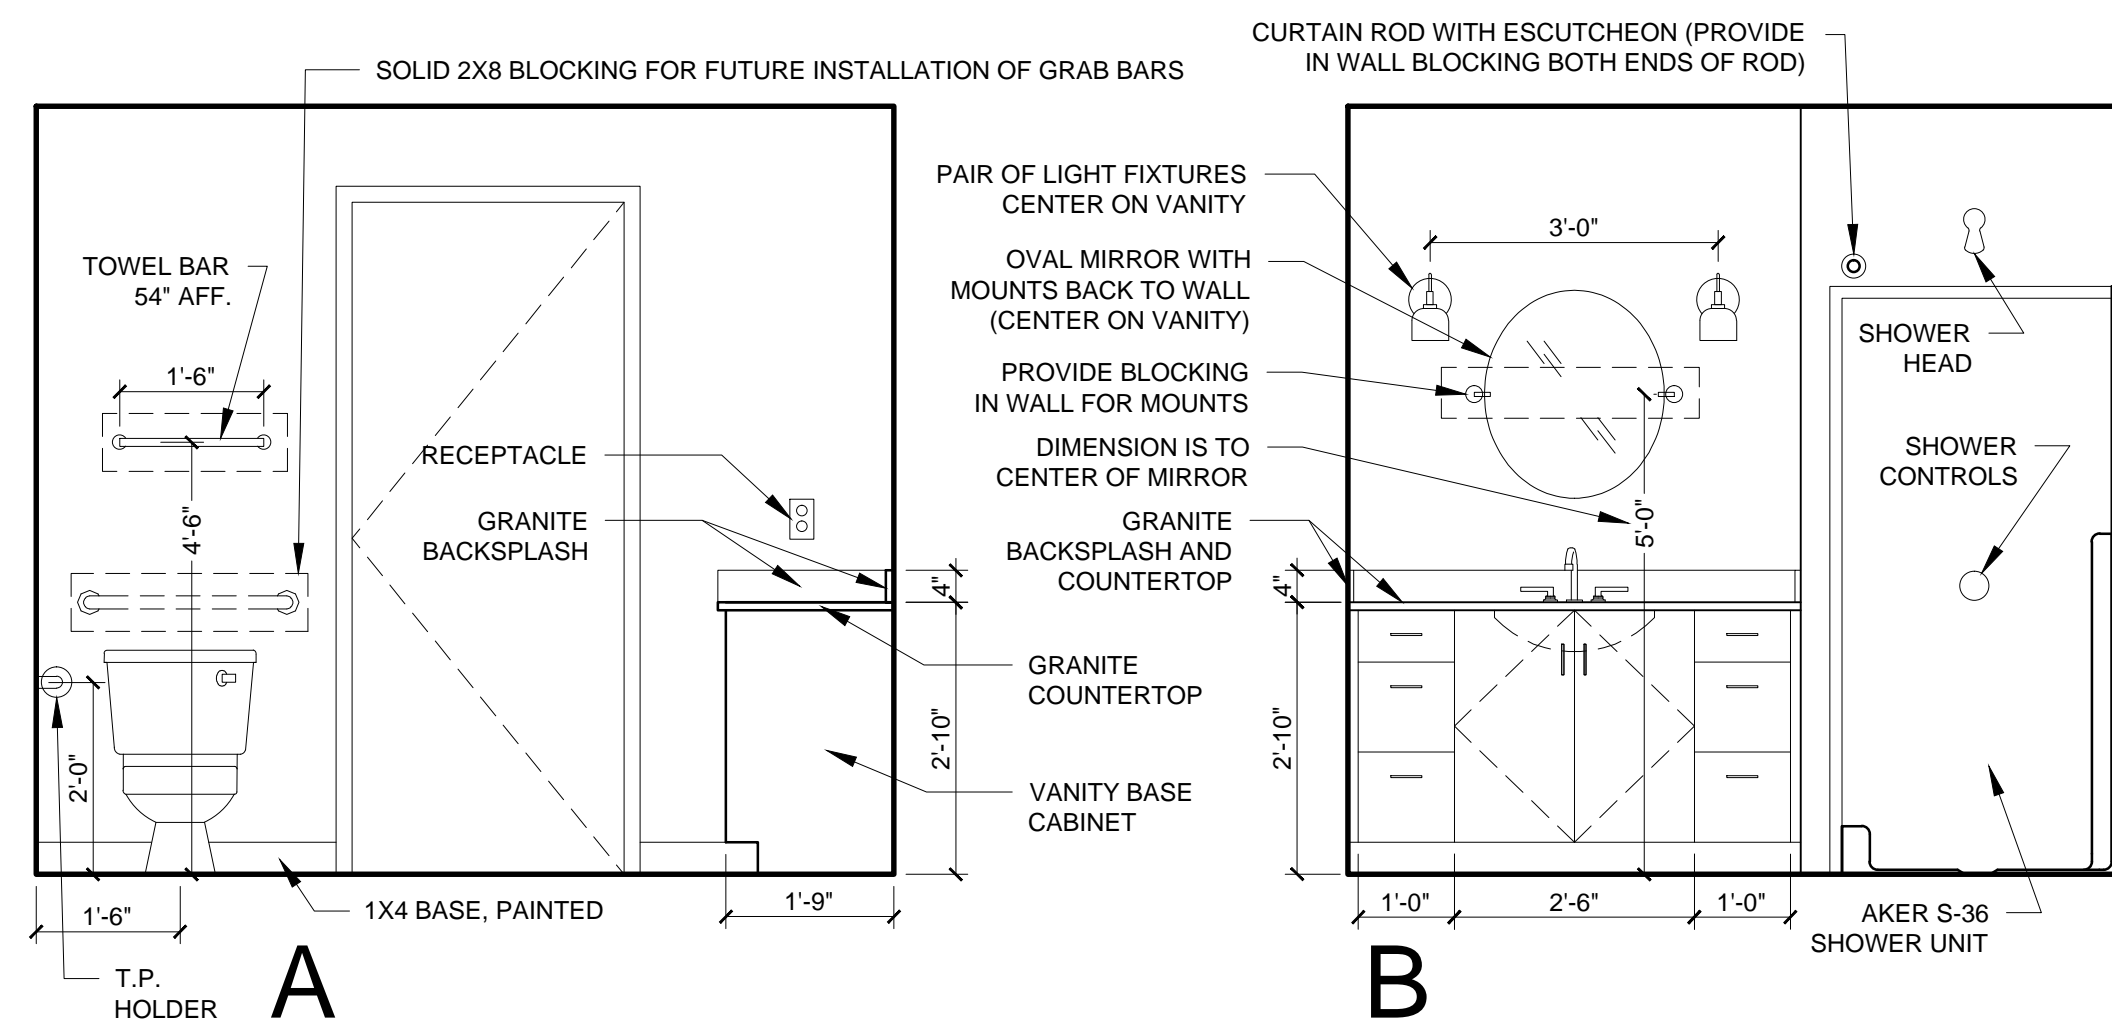 CURTAIN ROD WITH ESCUTCHEON (PROVIDE
IN WALL BLOCKING BOTH ENDS OF ROD)
SOLID 2X8 BLOCKING FOR FUTURE INSTALLATION OF GRAB BARS
TOWEL BAR
54" AFF.
1'-6"
4'-6"
RECEPTACLE
GRANITE
BACKSPLASH
4"
2'-10"
GRANITE
COUNTERTOP
VANITY BASE
CABINET
2'-0"
1'-6"
1X4 BASE, PAINTED
1'-9"
T.P.
HOLDER
A
PAIR OF LIGHT FIXTURES
CENTER ON VANITY
3'-0"
OVAL MIRROR WITH
MOUNTS BACK TO WALL
(CENTER ON VANITY)
PROVIDE BLOCKING
IN WALL FOR MOUNTS
DIMENSION IS TO
CENTER OF MIRROR
GRANITE
BACKSPLASH AND
COUNTERTOP
5'-0"
4"
2'-10"
SHOWER
HEAD
SHOWER
CONTROLS
1'-0"
2'-6"
1'-0"
AKER S-36
SHOWER UNIT
B